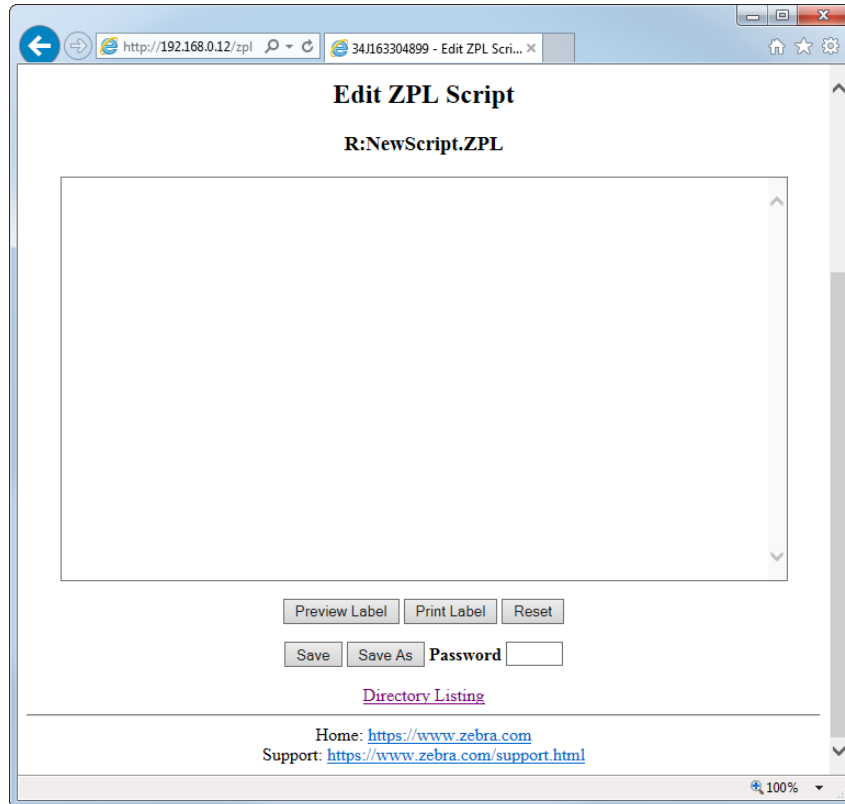 http://192.168.0.12/zpl
34J163304899 - Edit ZPL Scri...
Edit ZPL Script
R:NewScript.ZPL
Preview Label Print Label Reset
Save Save As Password
Directory Listing
Home: https://www.zebra.com
Support: https://www.zebra.com/support.html
100%